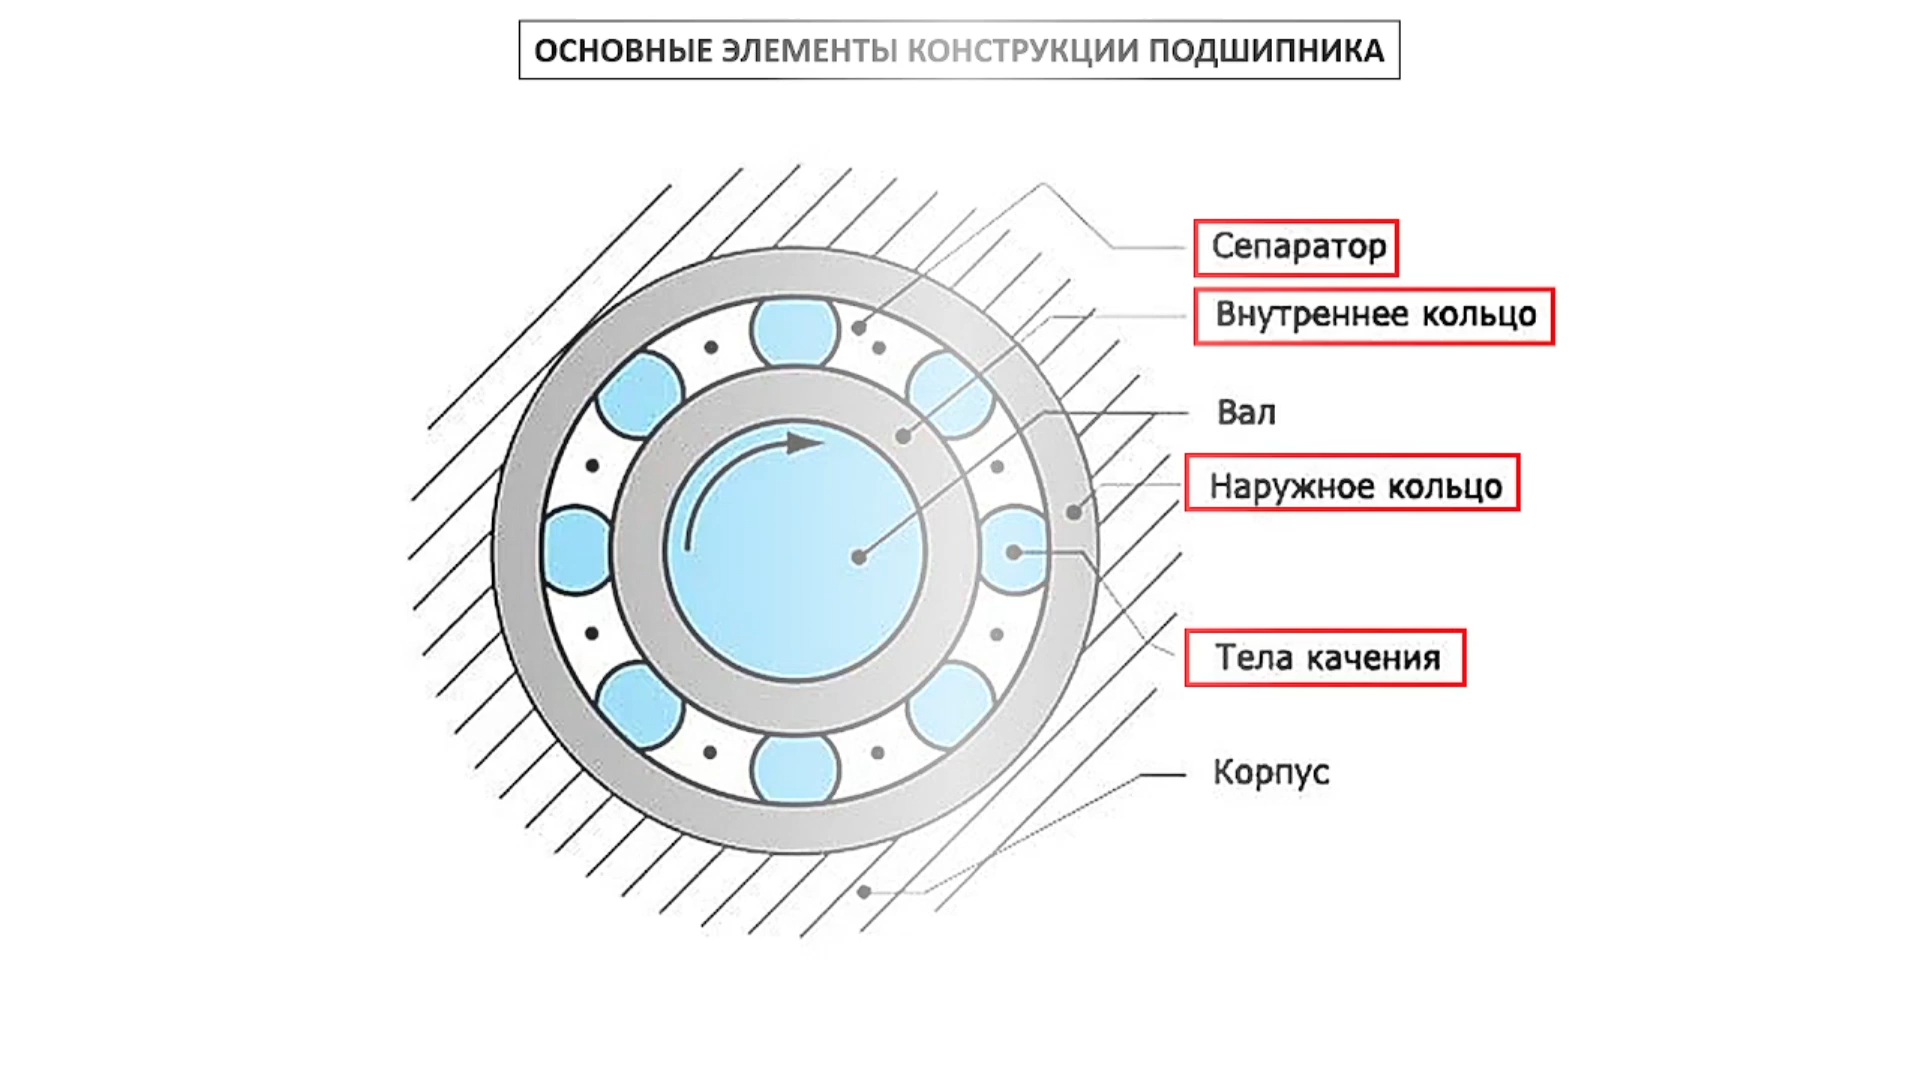 ОСНОВНЫЕ ЭЛЕМЕНТЫ КОНСТРУКЦИИ ПОДШИПНИКА
Сепаратор
Внутреннее кольцо
Вал
Наружное кольцо
Тела качения
Корпус